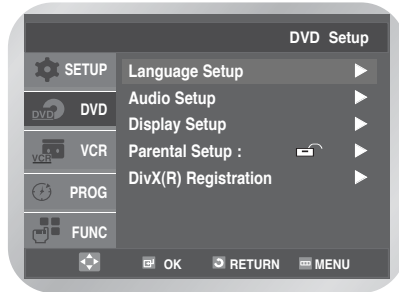 DVD Setup
SETUP
DVD
DVD
VCR
VCR
PROG
FUNC
Language Setup
Audio Setup
Display Setup
Parental Setup :
DivX(R) Registration
OK RETURN MENU